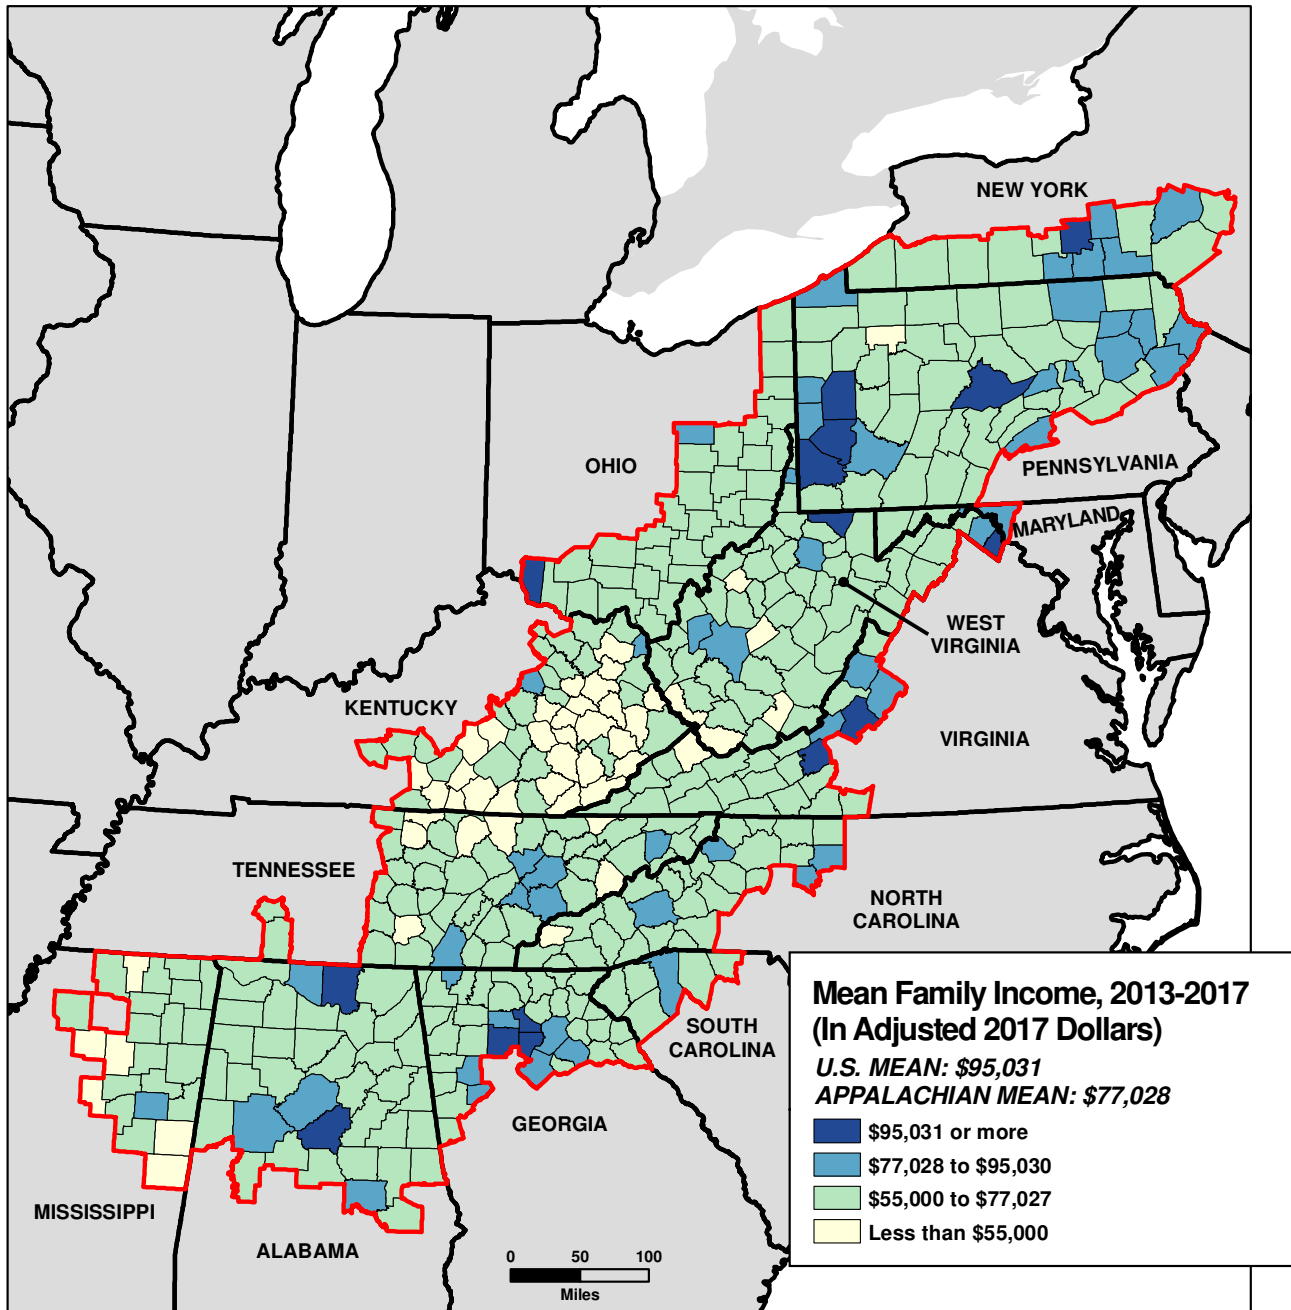 NEW YORK
OHIO
PENNSYLVANIA
MARYLAND
WEST
VIRGINIA
KENTUCKY
VIRGINIA
TENNESSEE
NORTH
CAROLINA
SOUTH
CAROLINA
GEORGIA
MISSISSIPPI
ALABAMA
Mean Family Income, 2013-2017
(In Adjusted 2017 Dollars)
U.S. MEAN: $95,031
APPALACHIAN MEAN: $77,028
$95,031 or more
$77,028 to $95,030
$55,000 to $77,027
Less than $55,000
0 50 100
Miles